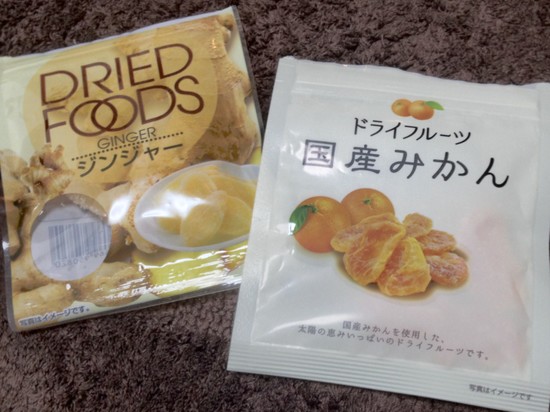 DRIED
FOODS
GINGER
ジンジャー
写真はイメージです。
ドライフルーツ
国産みかん
国産みかんを使用した、
太陽の恵みいっぱいのドライフルーツです。
写真はイメージです。